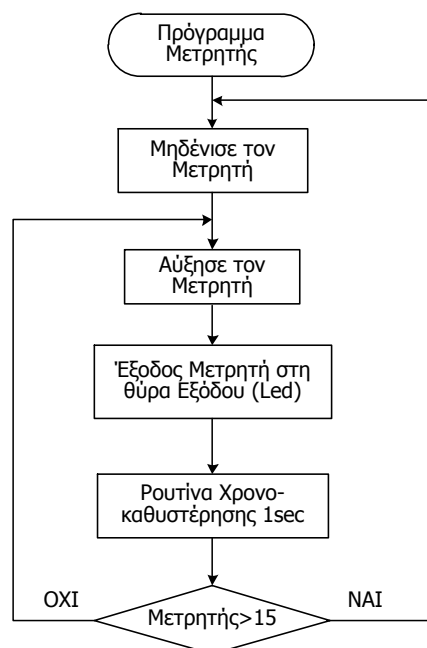 Πρόγραμμα
Μετρητής
Μηδένισε τον
Μετρητή
Αύξησε τον
Μετρητή
Έξοδος Μετρητή στη
θύρα Εξόδου (Led)
Ρουτίνα Χρονο-
καθυστέρησης 1sec
ΟΧΙ
Μετρητής>15
ΝΑΙ